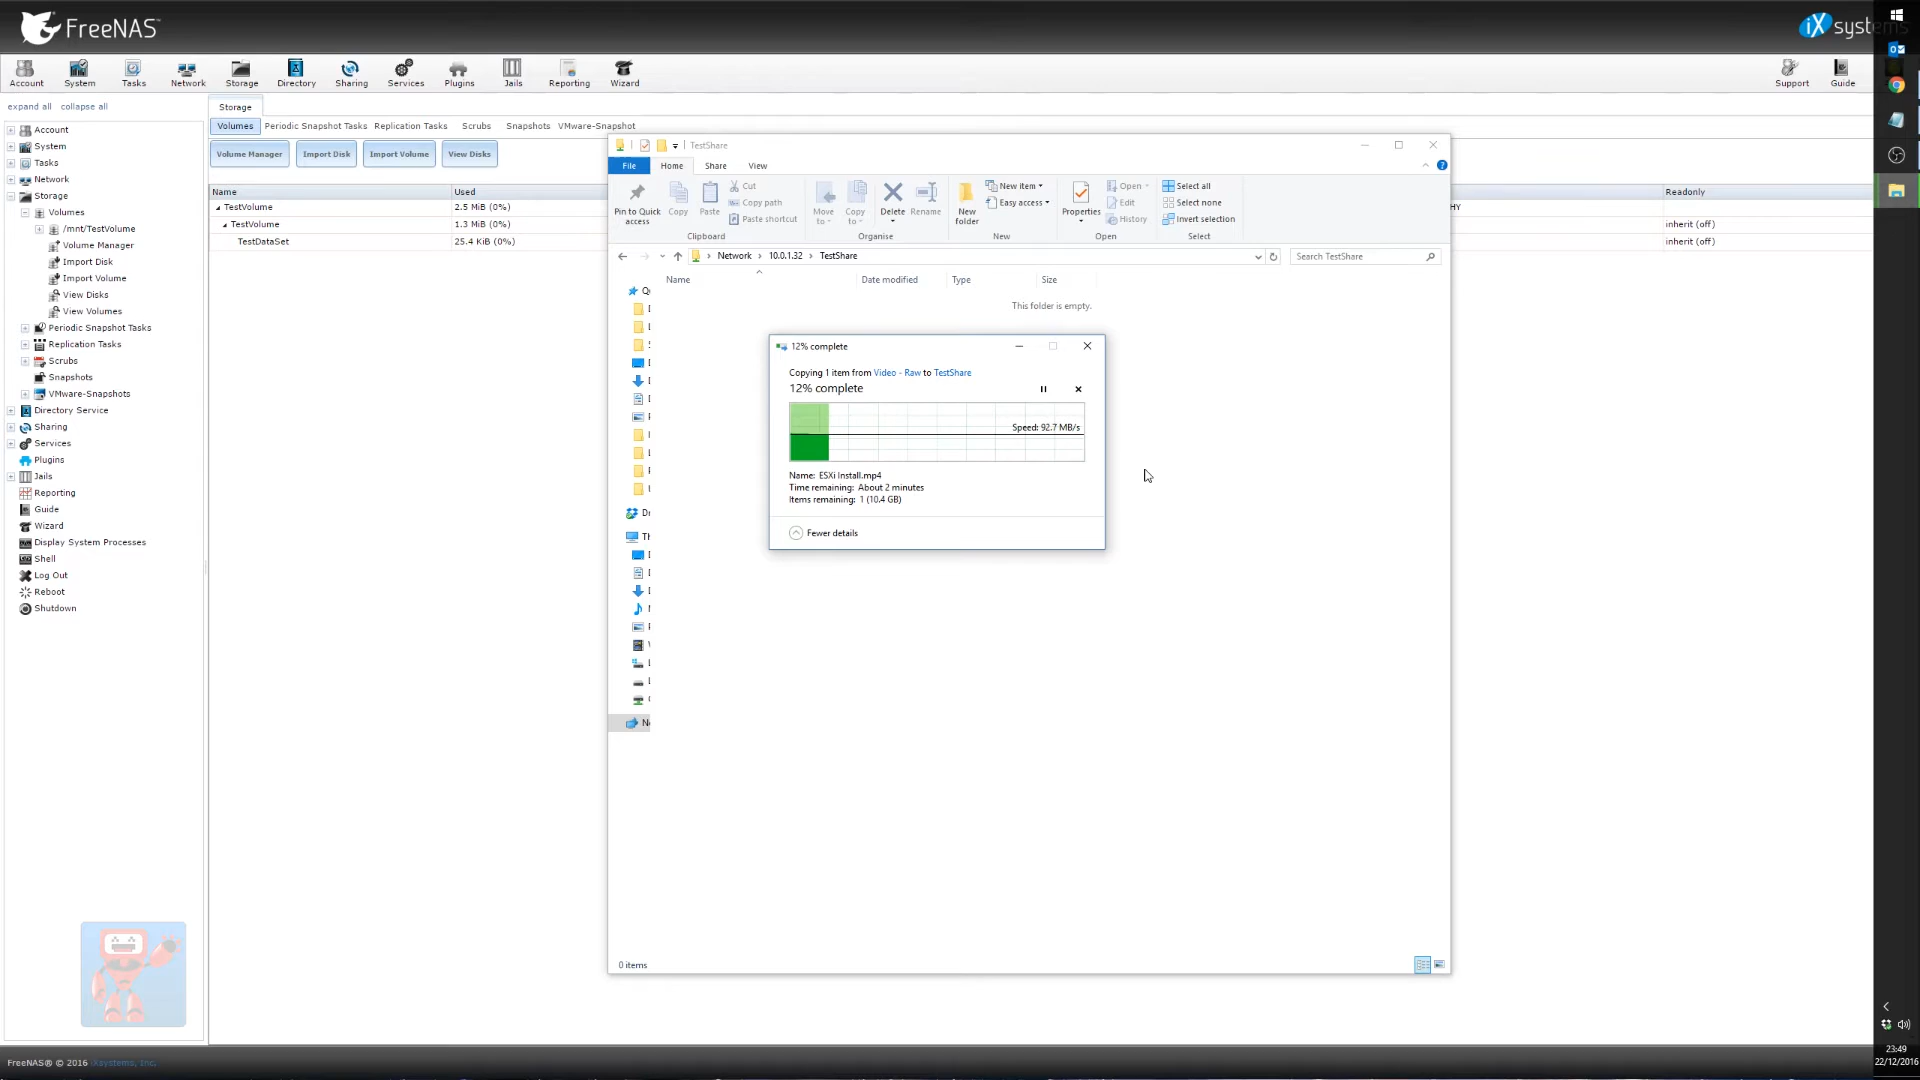 FreeNAS
iXsystems
Account System Tasks Network Storage Directory Sharing Services Plugins Jails Reporting Wizard Support Guide
expand all collapse all
Account
System
Tasks
Network
Storage
Volumes
/mnt/TestVolume
Volume Manager
Import Disk
Import Volume
View Disks
View Volumes
Periodic Snapshot Tasks
Replication Tasks
Scrubs
Snapshots
VMware-Snapshots
Directory Service
Sharing
Services
Plugins
Jails
Reporting
Guide
Wizard
Display System Processes
Shell
Log Out
Reboot
Shutdown
Storage
Volumes Periodic Snapshot Tasks Replication Tasks Scrubs Snapshots VMware-Snapshot
Volume Manager Import Disk Import Volume View Disks
Name Used Readonly
TestVolume 2.5 MiB (0%) HY
TestVolume 1.3 MiB (0%) inherit (off)
TestDataSet 25.4 KiB (0%) inherit (off)
TestShare
File Home Share View
Pin to Quick access
Copy
Paste
Cut
Copy path
Paste shortcut
Clipboard
Move to
Copy to
Delete
Rename
Organise
New folder
New item
Easy access
New
Properties
Open
Edit
History
Open
Select all
Select none
Invert selection
Select
Network 10.0.1.32 TestShare
Search TestShare
Name Date modified Type Size
This folder is empty.
12% complete
Copying 1 item from Video - Raw to TestShare
12% complete
Speed: 92.7 MB/s
Name: ESXi Install.mp4
Time remaining: About 2 minutes
Items remaining: 1 (10.4 GB)
Fewer details
0 items
FreeNAS® © 2016 iXsystems, Inc.
23:49
22/12/2016